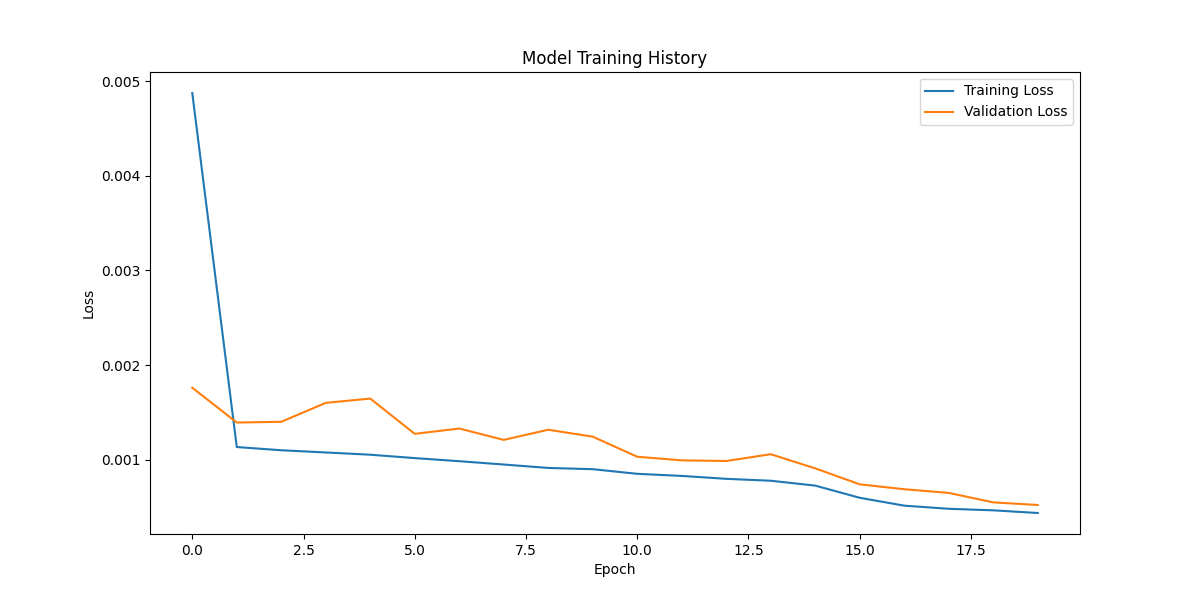 Model Training History
0.005
0.004
0.003
0.002
0.001
Loss
Training Loss
Validation Loss
0.0 2.5 5.0 7.5 10.0 12.5 15.0 17.5
Epoch